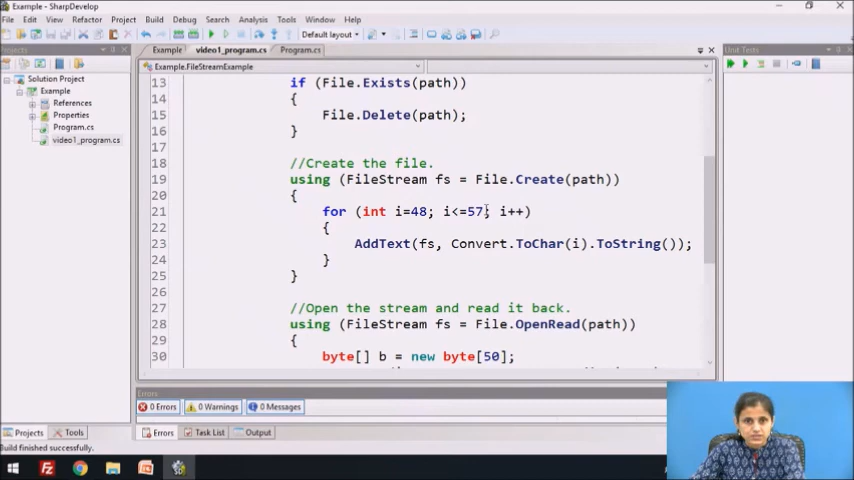 Example - SharpDevelop
File Edit View Refactor Project Build Debug Search Analysis Tools Window Help
Default layout
Projects
Example video1_program.cs Program.cs
Unit Tests
Example.FileStreamExample
Solution Project
Example
References
Properties
Program.cs
video1_program.cs
13 if (File.Exists(path))
14 {
15 File.Delete(path);
16 }
17
18 //Create the file.
19 using (FileStream fs = File.Create(path))
20 {
21 for (int i=48; i<=57; i++)
22 {
23 AddText(fs, Convert.ToChar(i).ToString());
24 }
25 }
26
27 //Open the stream and read it back.
28 using (FileStream fs = File.OpenRead(path))
29 {
30 byte[] b = new byte[50];
Errors
0 Errors 0 Warnings 0 Messages
Projects Tools Errors Task List Output
Build finished successfully.